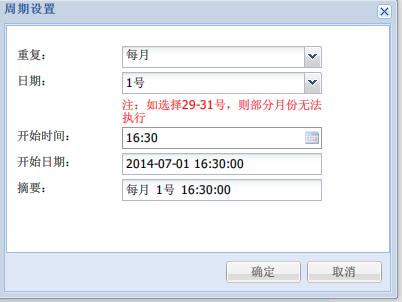 周期设置
重复： 每月
日期： 1号
注：如选择29-31号，则部分月份无法
执行
开始时间： 16:30
开始日期： 2014-07-01 16:30:00
摘要： 每月 1号 16:30:00
确定 取消